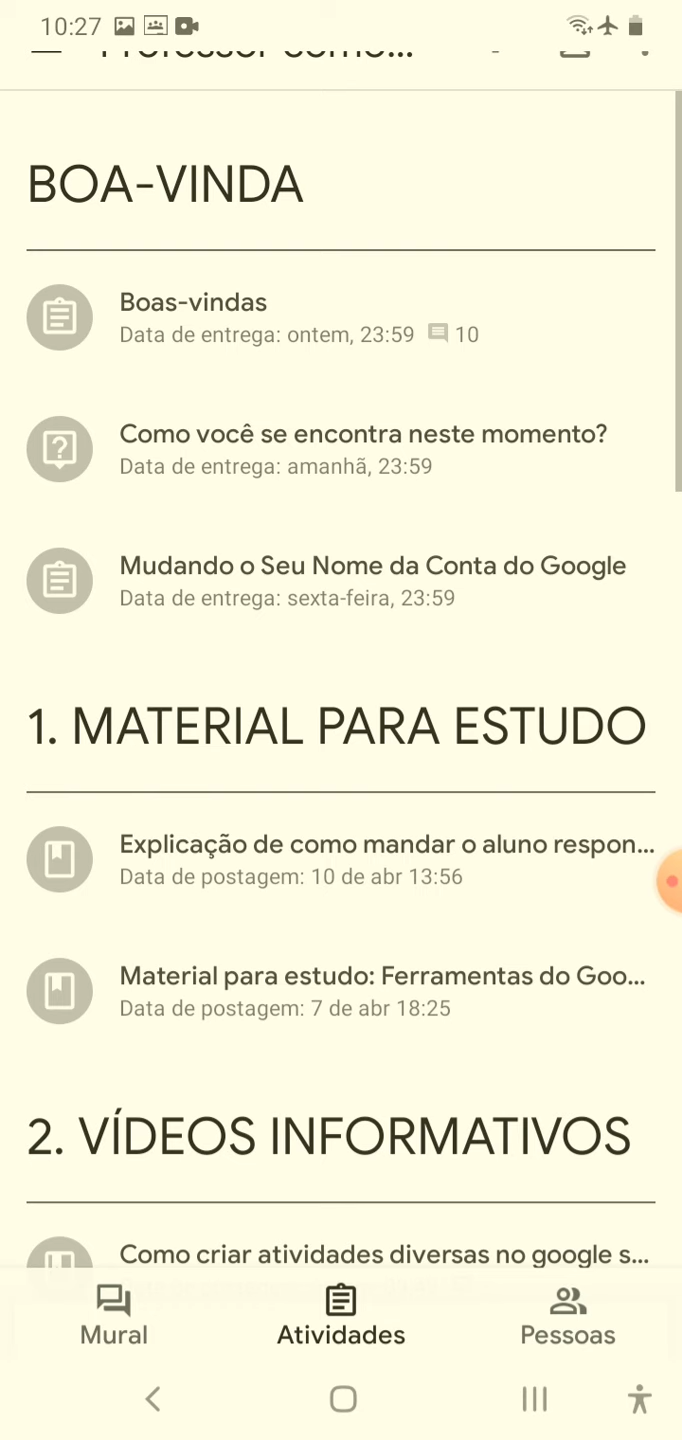 10:27
BOA-VINDA
Boas-vindas
Data de entrega: ontem, 23:59 10
Como você se encontra neste momento?
Data de entrega: amanhã, 23:59
Mudando o Seu Nome da Conta do Google
Data de entrega: sexta-feira, 23:59
1. MATERIAL PARA ESTUDO
Explicação de como mandar o aluno respon...
Data de postagem: 10 de abr 13:56
Material para estudo: Ferramentas do Goo...
Data de postagem: 7 de abr 18:25
2. VÍDEOS INFORMATIVOS
Como criar atividades diversas no google s...
Mural
Atividades
Pessoas